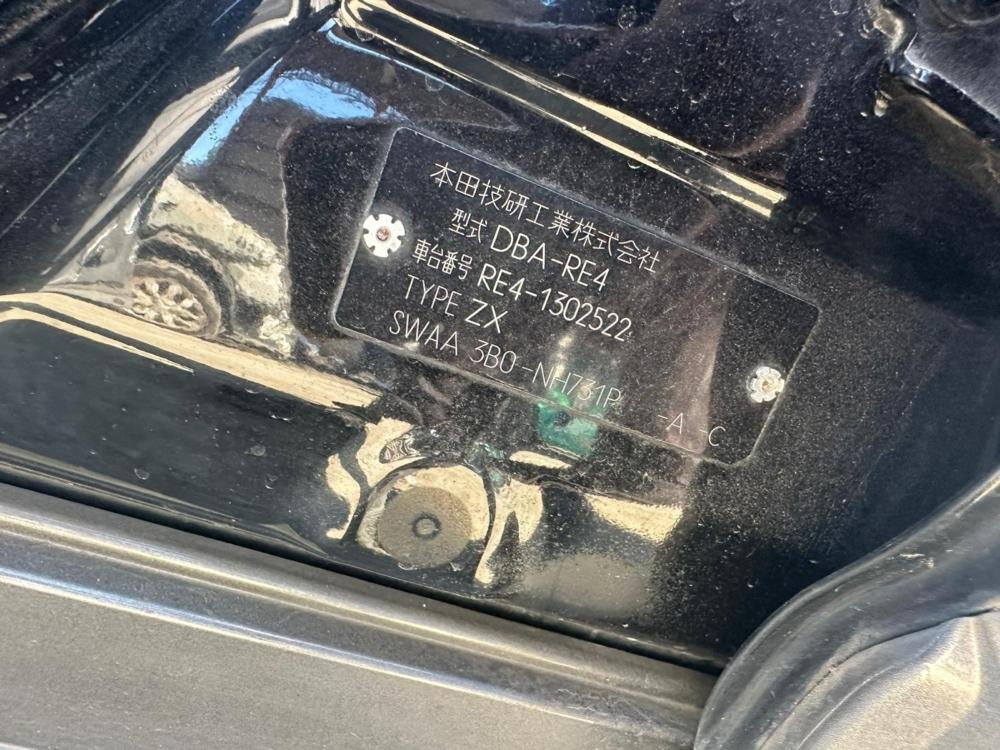 本田技研工業株式会社
型式 DBA-RE4
車台番号 RE4-1302522
TYPE ZX
SWAA 3B0-NH731P -A C